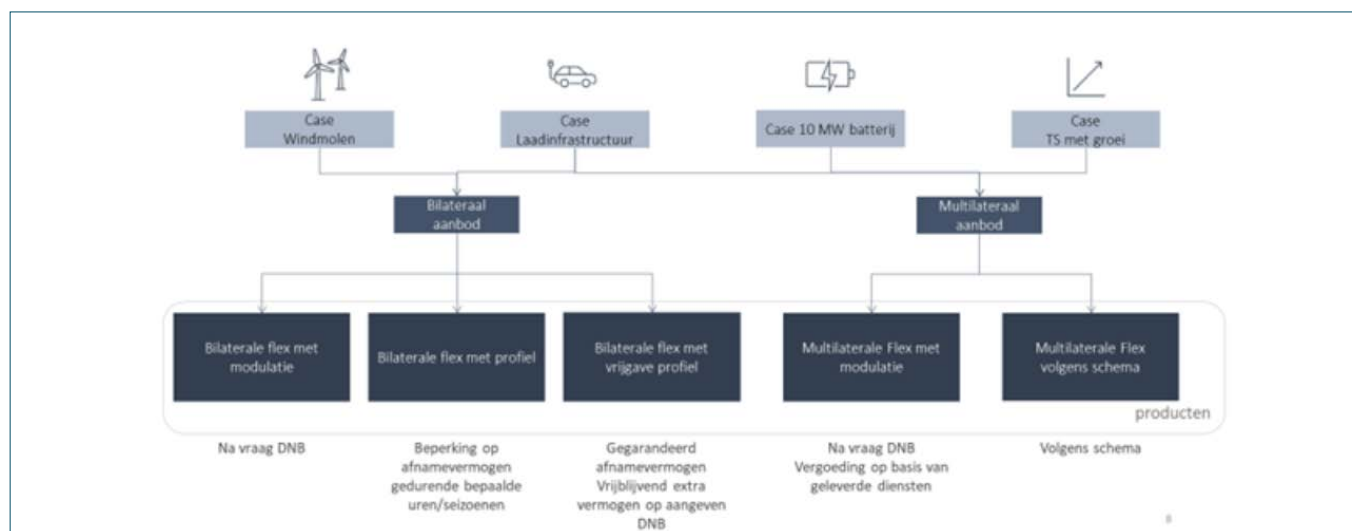 Case
Windmolen
Case
Laadinfrastructuur
Case 10 MW batterij
Case
TS met groei
Bilateraal
aanbod
Multilateraal
aanbod
Bilaterale flex met
modulatie
Bilaterale flex met profiel
Bilaterale flex met
vrijgave profiel
Multilaterale Flex met
modulatie
Multilaterale Flex
volgens schema
producten
Na vraag DNB
Beperking op
afnamevermogen
gedurende bepaalde
uren/seizoenen
Gegarandeerd
afnamevermogen
Vrijblijvend extra
vermogen op aangeven
DNB
Na vraag DNB
Vergoeding op basis van
geleverde diensten
Volgens schema